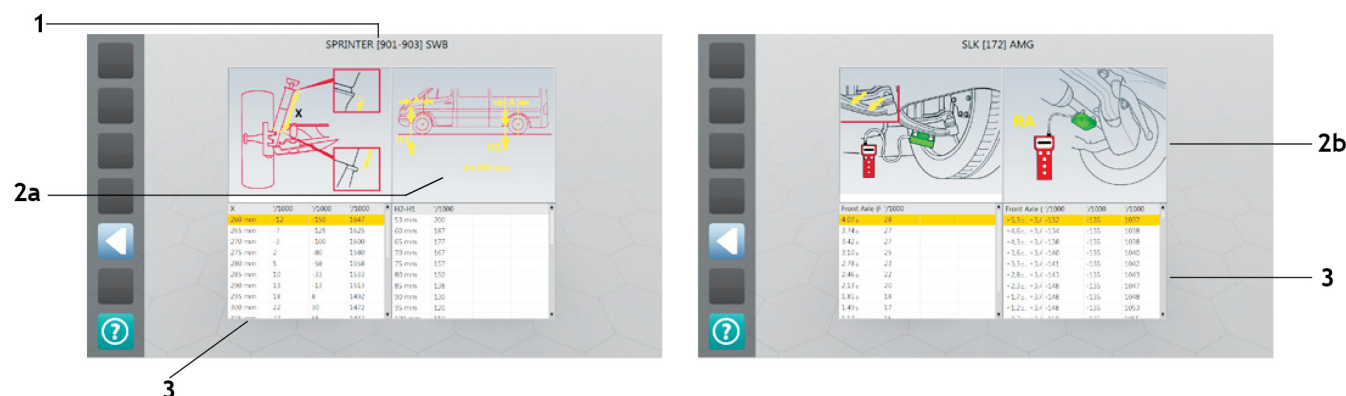 1
SPRINTER [901-903] SWB
X
2a
X '/1000 '/1000 '/1000 H2-H1 '/1000
260 mm -12 -150 1647 53 mm 200
265 mm -7 -125 1625 60 mm 187
270 mm -3 -100 1600 65 mm 177
275 mm 2 -80 1580 70 mm 167
280 mm 5 -58 1558 75 mm 157
285 mm 10 -33 1533 80 mm 150
290 mm 13 -13 1513 85 mm 138
295 mm 18 8 1492 90 mm 130
300 mm 22 30 1472 95 mm 120
?
3
SLK [172] AMG
RA
2b
Front Axle (F '/1000 Front Axle ( '/1000 '/1000 '/1000
4.07± 28 -132 -135 1037
3.74± 27 -134 -135 1038
3.42± 27 -138 -135 1038
3.10± 25 -140 -135 1040
2.78± 23 -141 -135 1042
2.46± 22 -143 -135 1043
2.13± 20 -148 -135 1047
1.81± 18 -148 -135 1048
1.49± 17 -148 -135 1053
?
3